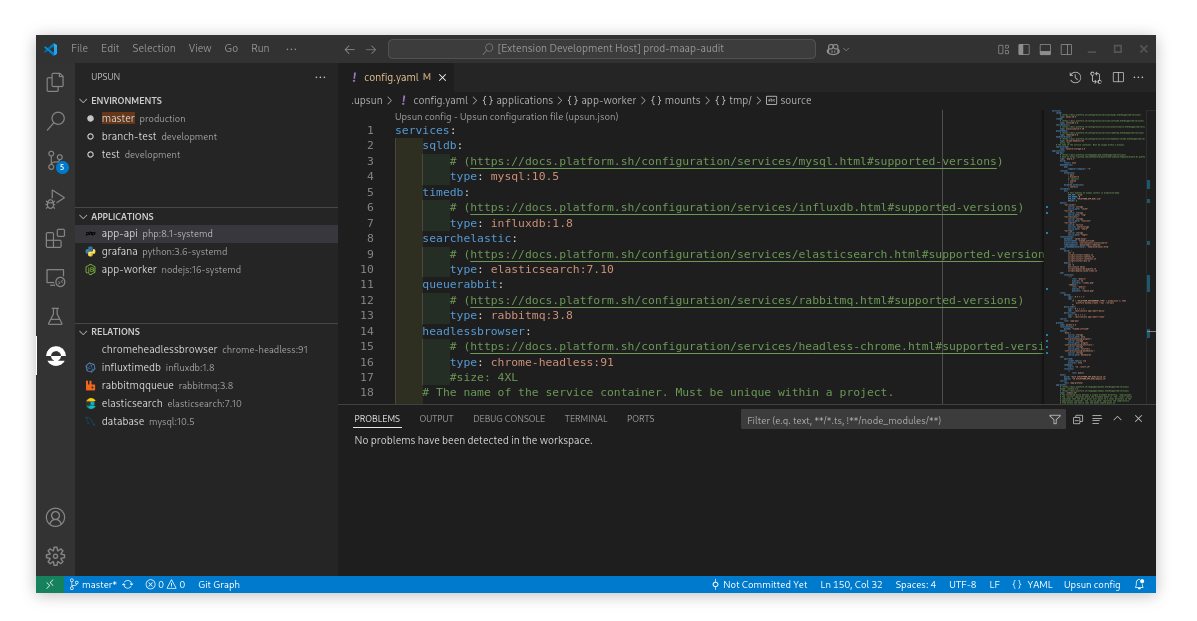 File Edit Selection View Go Run ···
[Extension Development Host] prod-maap-audit
UPSUN
ENVIRONMENTS
master production
branch-test development
test development
APPLICATIONS
app-api php:8.1-systemd
grafana python:3.6-systemd
app-worker nodejs:16-systemd
RELATIONS
chromeheadlessbrowser chrome-headless:91
influxtimedb influxdb:1.8
rabbitmqqueue rabbitmq:3.8
elasticsearch elasticsearch:7.10
database mysql:10.5
5
! config.yaml M
.upsun > ! config.yaml > {} applications > {} app-worker > {} mounts > {} tmp/ > source
Upsun config - Upsun configuration file (upsun.json)
1 services:
2 sqldb:
3 # (https://docs.platform.sh/configuration/services/mysql.html#supported-versions)
4 type: mysql:10.5
5 timedb:
6 # (https://docs.platform.sh/configuration/services/influxdb.html#supported-versions)
7 type: influxdb:1.8
8 searchelastic:
9 # (https://docs.platform.sh/configuration/services/elasticsearch.html#supported-version
10 type: elasticsearch:7.10
11 queuerabbit:
12 # (https://docs.platform.sh/configuration/services/rabbitmq.html#supported-versions)
13 type: rabbitmq:3.8
14 headlessbrowser:
15 # (https://docs.platform.sh/configuration/services/headless-chrome.html#supported-versi
16 type: chrome-headless:91
17 #size: 4XL
18 # The name of the service container. Must be unique within a project.
PROBLEMS OUTPUT DEBUG CONSOLE TERMINAL PORTS
Filter (e.g. text, **/*.ts, !**/node_modules/**)
No problems have been detected in the workspace.
master* 0 0 Git Graph
Not Committed Yet Ln 150, Col 32 Spaces: 4 UTF-8 LF {} YAML Upsun config